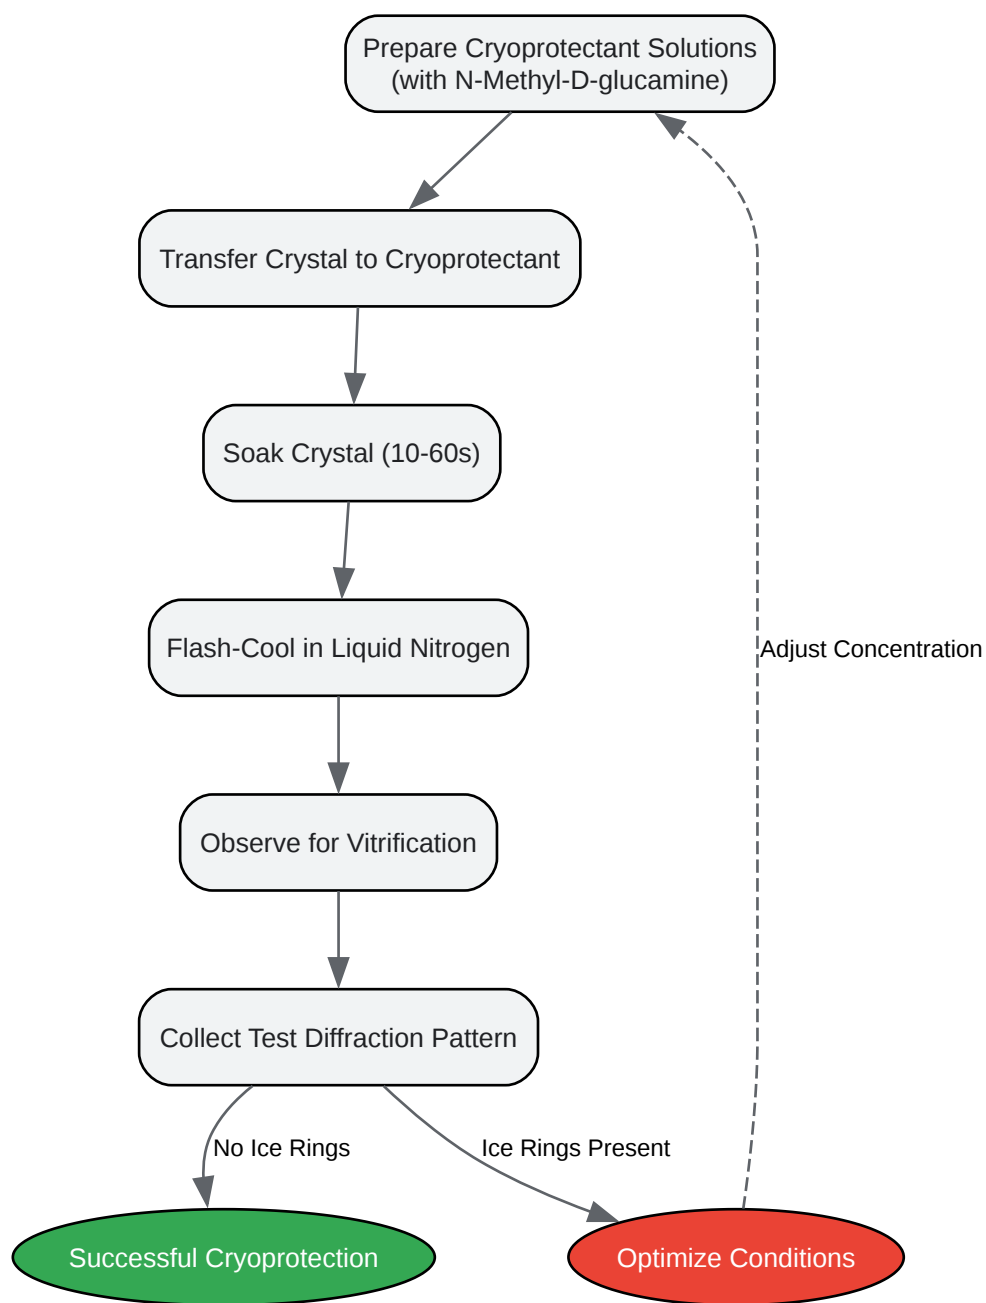 Prepare Cryoprotectant Solutions
(with N-Methyl-D-glucamine)
Transfer Crystal to Cryoprotectant
Soak Crystal (10-60s)
Flash-Cool in Liquid Nitrogen
Adjust Concentration
Observe for Vitrification
Collect Test Diffraction Pattern
No Ice Rings
Ice Rings Present
Successful Cryoprotection
Optimize Conditions